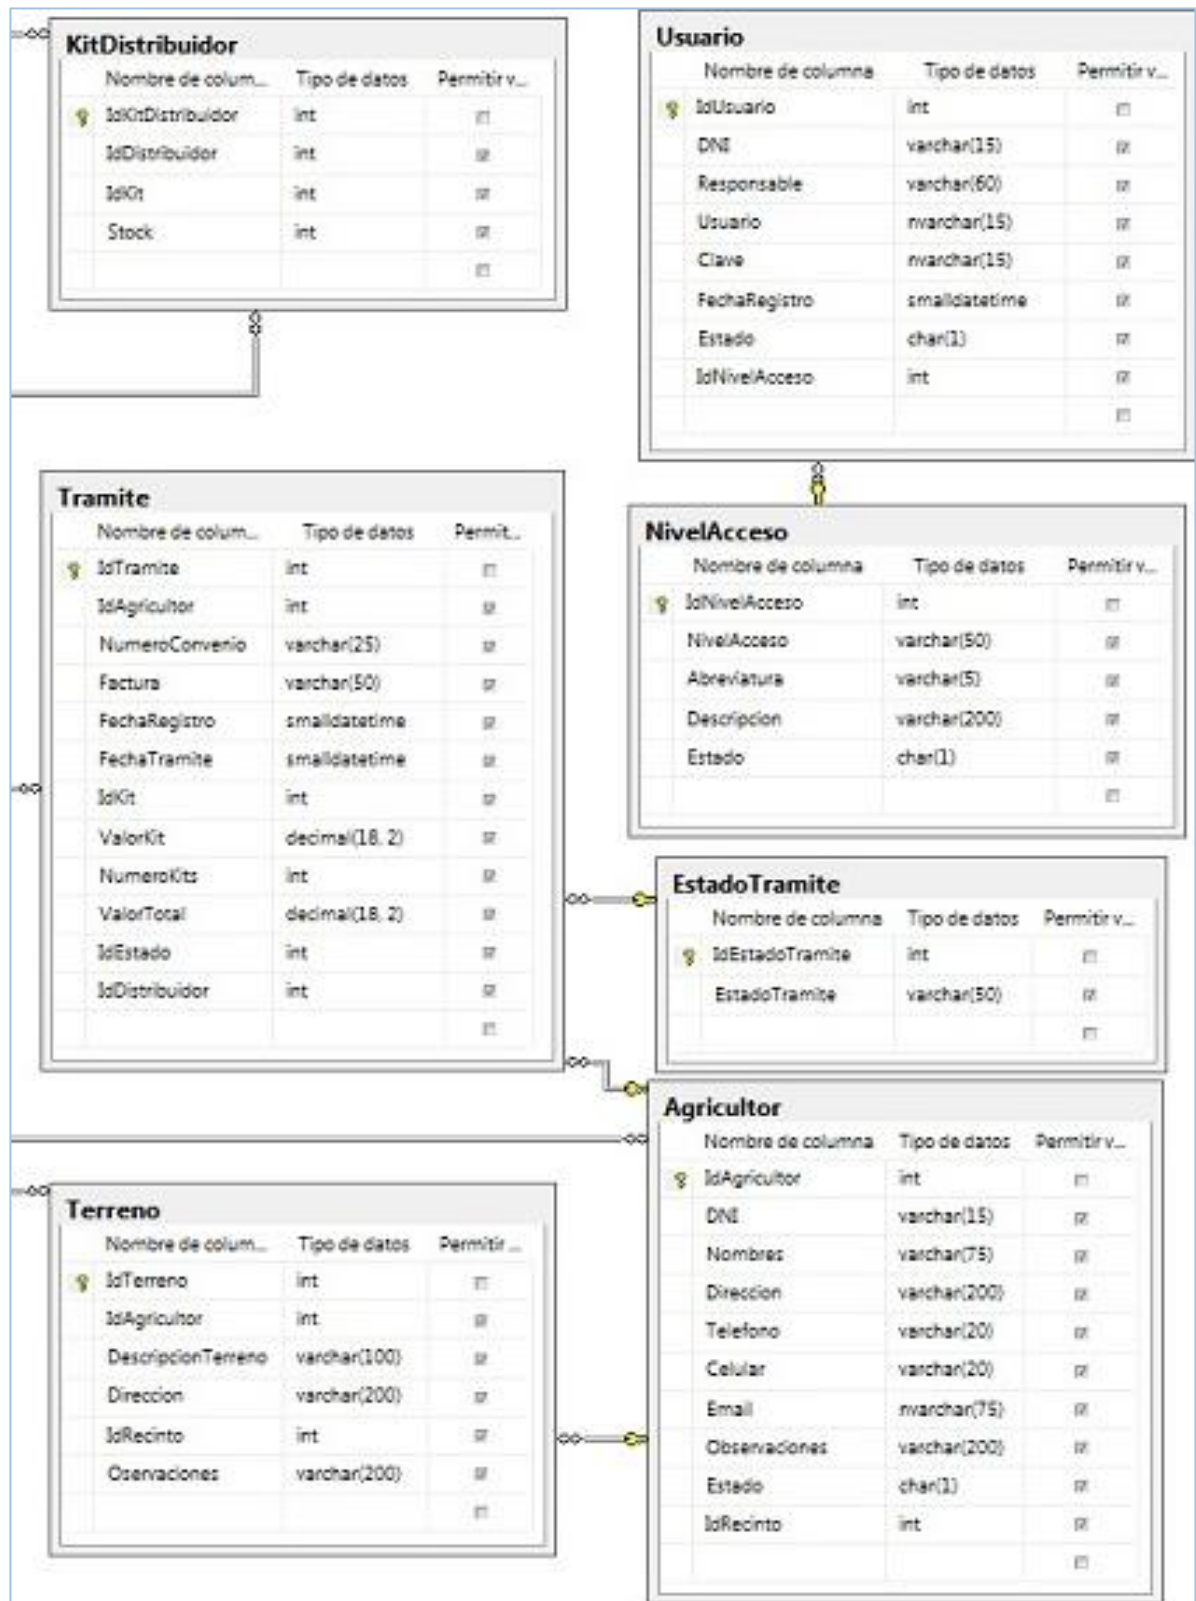 KitDistribuidor
Nombre de colum... Tipo de datos Permitir v...
IdKitDistribuidor int
IdDistribuidor int
IdKit int
Stock int
Usuario
Nombre de columna Tipo de datos Permitir v...
IdUsuario int
DNI varchar(15)
Responsable varchar(60)
Usuario nvarchar(15)
Clave nvarchar(15)
FechaRegistro smalldatetime
Estado char(1)
IdNivelAcceso int
Tramite
Nombre de colum... Tipo de datos Permit...
IdTramite int
IdAgricultor int
NumeroConvenio varchar(25)
Factura varchar(50)
FechaRegistro smalldatetime
FechaTramite smalldatetime
IdKit int
ValorKit decimal(18, 2)
NumeroKits int
ValorTotal decimal(18, 2)
IdEstado int
IdDistribuidor int
NivelAcceso
Nombre de columna Tipo de datos Permitir v...
IdNivelAcceso int
NivelAcceso varchar(50)
Abreviatura varchar(5)
Descripcion varchar(200)
Estado char(1)
EstadoTramite
Nombre de columna Tipo de datos Permitir v...
IdEstadoTramite int
EstadoTramite varchar(50)
Agricultor
Nombre de columna Tipo de datos Permitir v...
IdAgricultor int
DNI varchar(15)
Nombres varchar(75)
Direccion varchar(200)
Telefono varchar(20)
Celular varchar(20)
Email nvarchar(75)
Observaciones varchar(200)
Estado char(1)
IdRecinto int
Terreno
Nombre de colum... Tipo de datos Permitir ...
IdTerreno int
IdAgricultor int
DescripcionTerreno varchar(100)
Direccion varchar(200)
IdRecinto int
Oservaciones varchar(200)